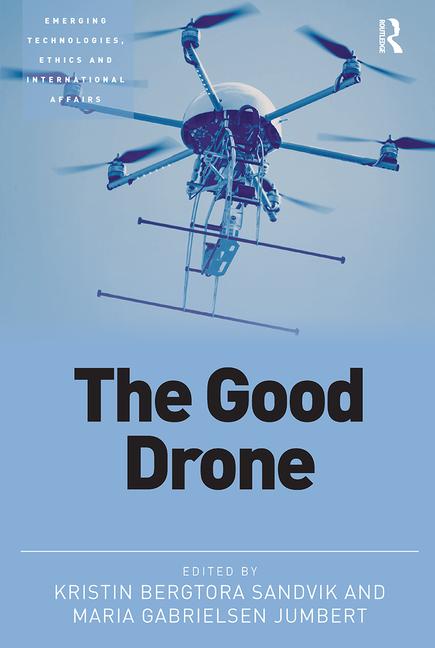 EMERGING
TECHNOLOGIES,
ETHICS AND
INTERNATIONAL
AFFAIRS
ROUTLEDGE
The Good
Drone
EDITED BY
KRISTIN BERGTORA SANDVIK AND
MARIA GABRIELSEN JUMBERT